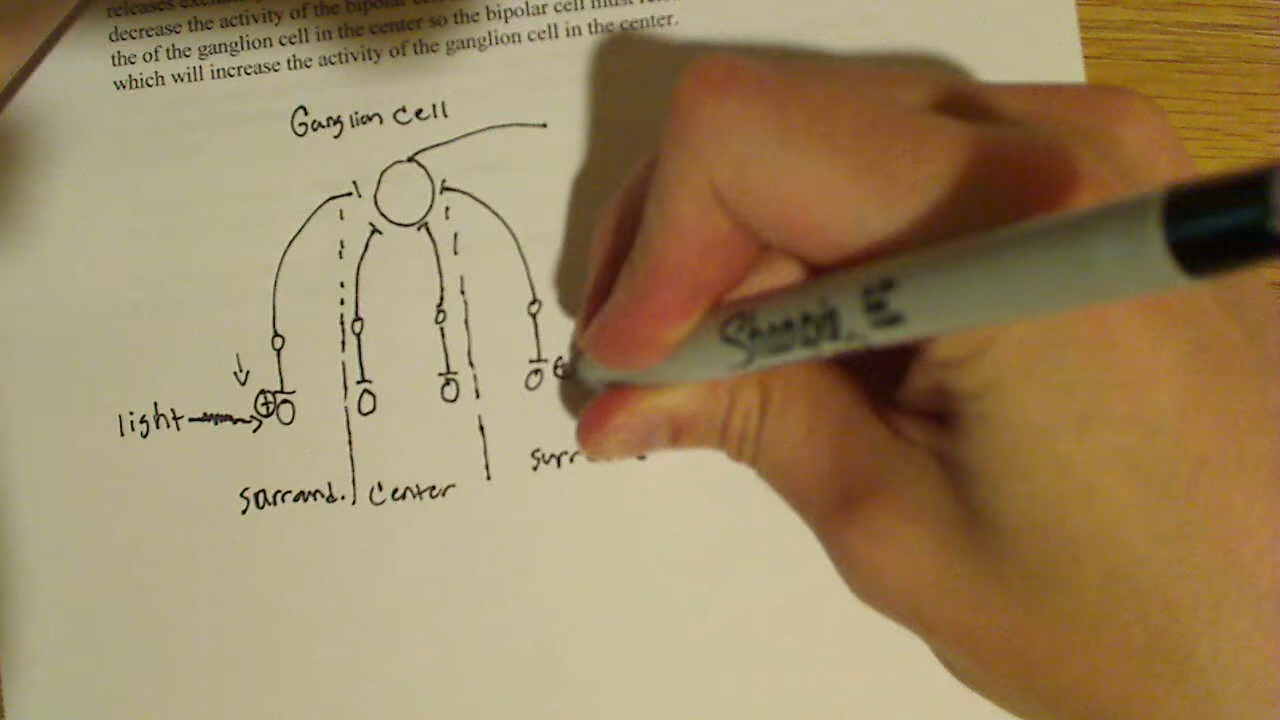 decrease the activity of the bipolar
the of the ganglion cell in the center so the bipolar cell must
which will increase the activity of the ganglion cell in the center.
Ganglion Cell
light
Surround. Center
surr
Sharpie